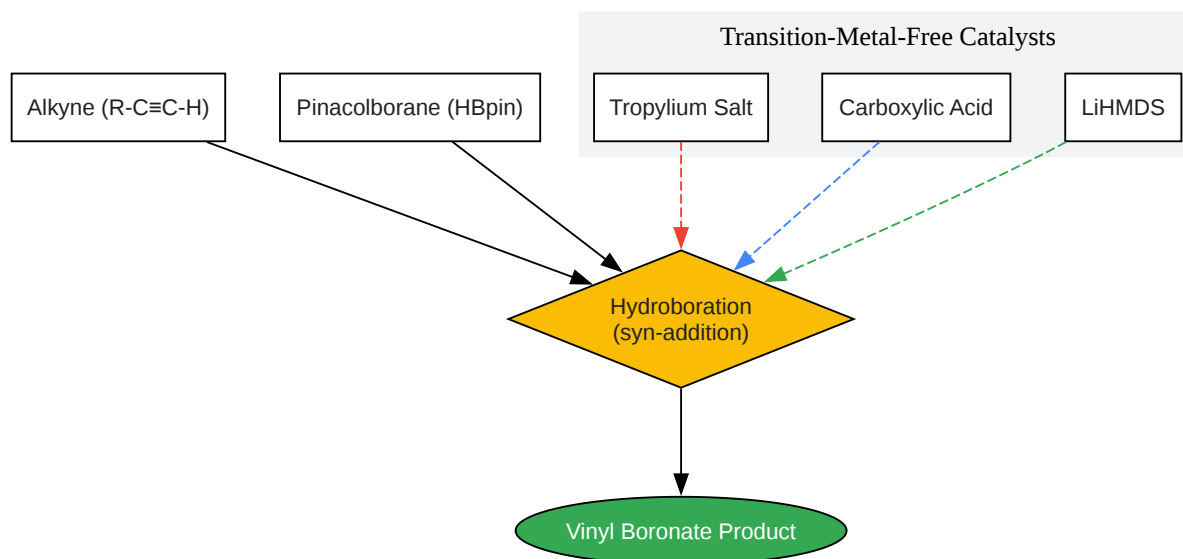 Transition-Metal-Free Catalysts
Alkyne (R-C≡C-H)
Pinacolborane (HBpin)
Tropylium Salt
Carboxylic Acid
LiHMDS
Hydroboration
(syn-addition)
Vinyl Boronate Product